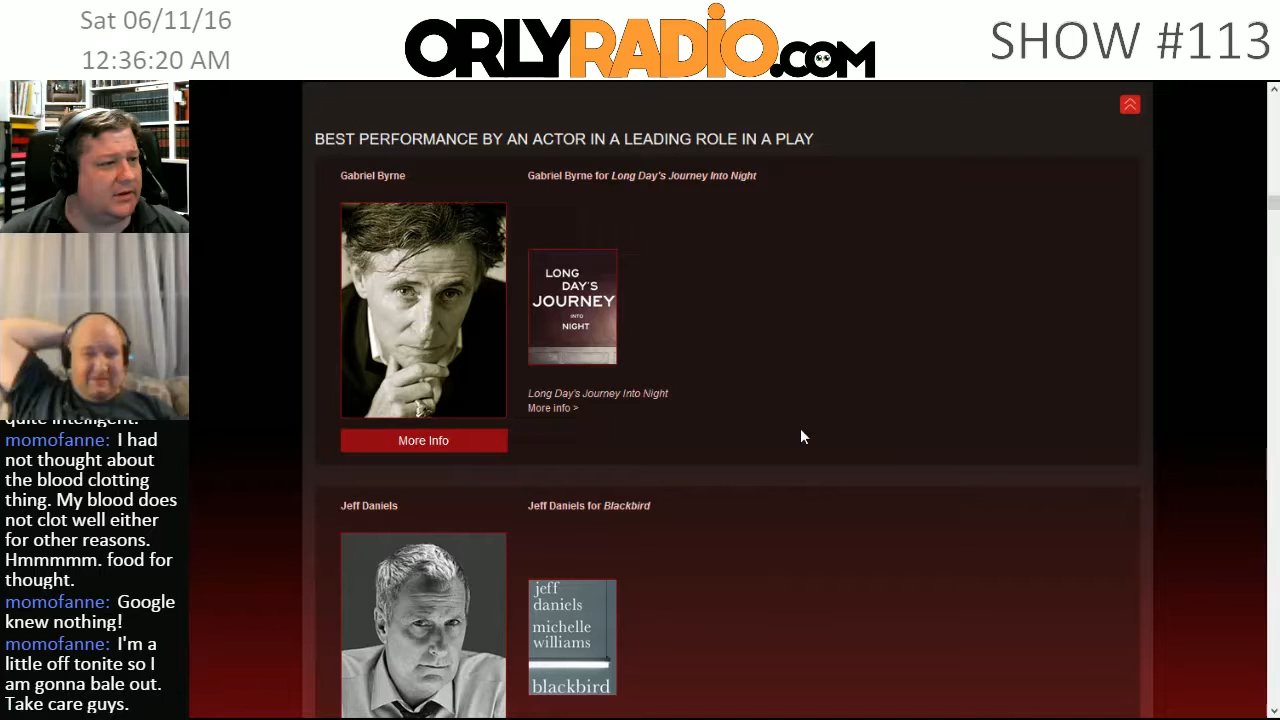 Sat 06/11/16
12:36:20 AM
ORLYRADIO.COM
SHOW #113
BEST PERFORMANCE BY AN ACTOR IN A LEADING ROLE IN A PLAY
Gabriel Byrne
Gabriel Byrne for Long Day's Journey Into Night
LONG
DAY'S
JOURNEY
INTO
NIGHT
Long Day's Journey Into Night
More info >
More Info
Jeff Daniels
Jeff Daniels for Blackbird
jeff
daniels
michelle
williams
blackbird
quite intelligent.
momofanne: I had
not thought about
the blood clotting
thing. My blood does
not clot well either
for other reasons.
Hmmmmm. food for
thought.
momofanne: Google
knew nothing!
momofanne: I'm a
little off tonite so I
am gonna bale out.
Take care guys.